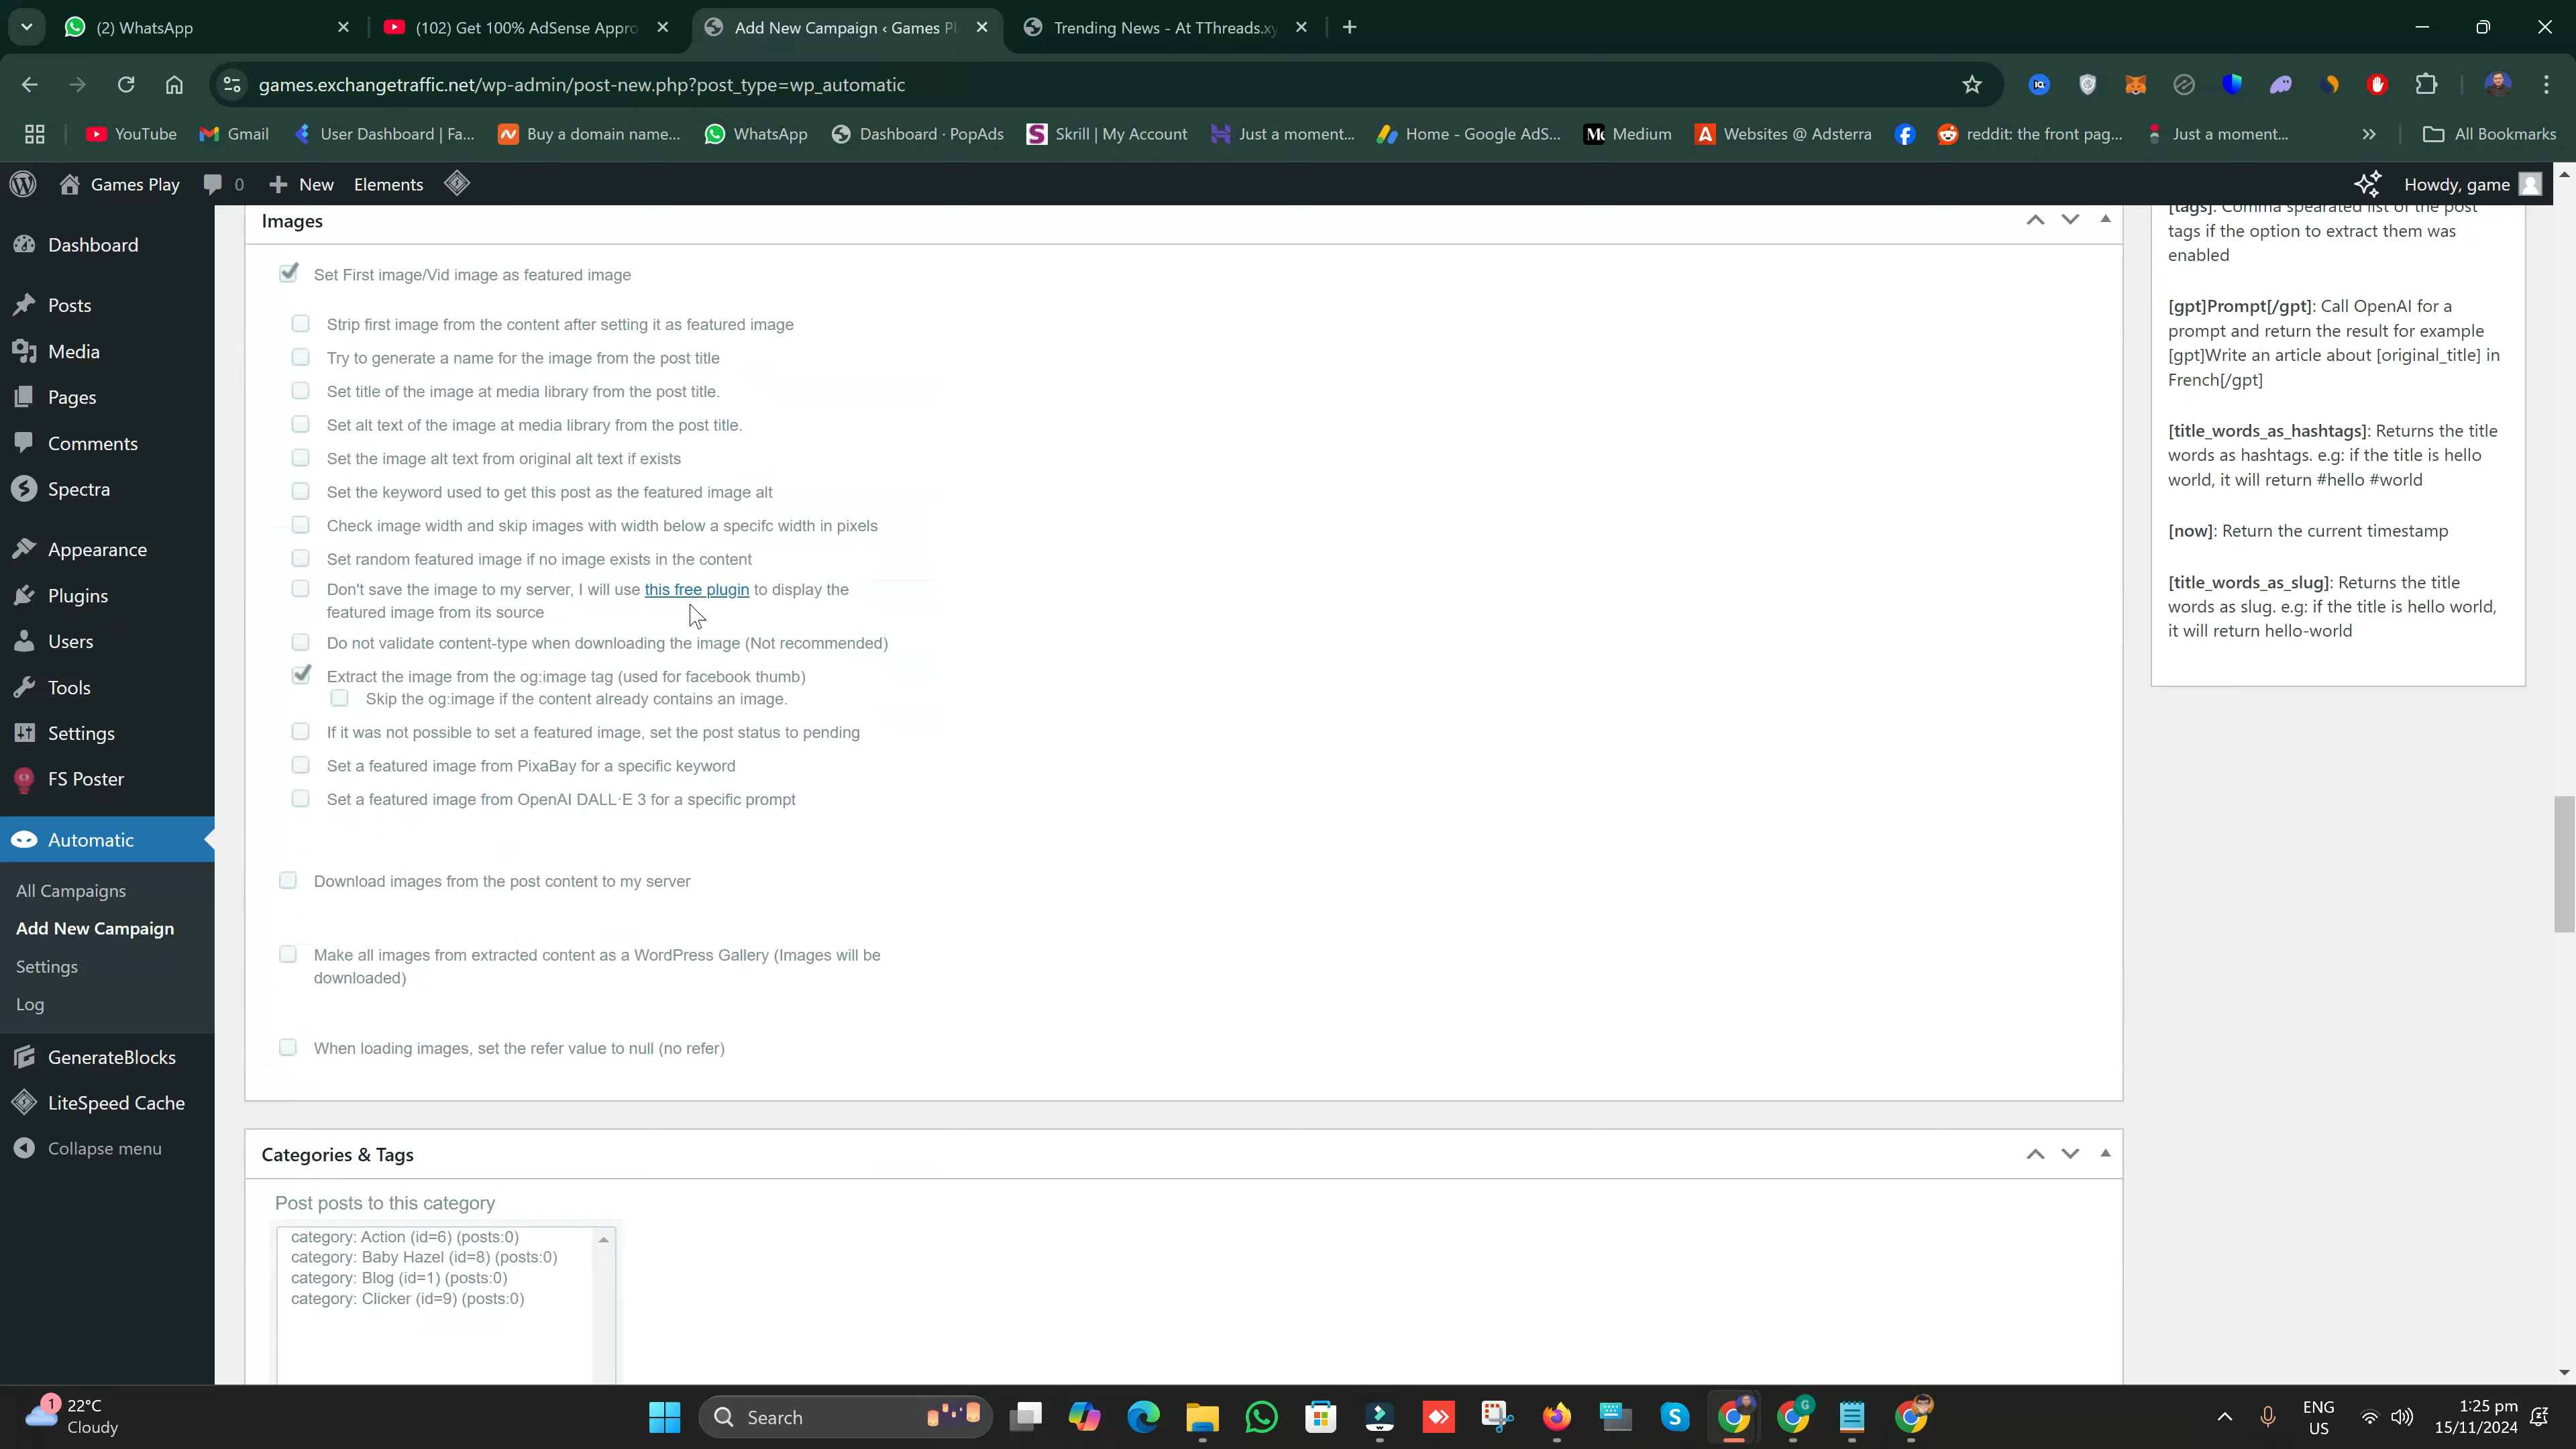 (2) WhatsApp
(102) Get 100% AdSense Appro
Add New Campaign ‹ Games Pl
Trending News - At TThreads.xy
games.exchangetraffic.net/wp-admin/post-new.php?post_type=wp_automatic
YouTube
Gmail
User Dashboard | Fa...
Buy a domain name...
WhatsApp
Dashboard · PopAds
Skrill | My Account
Just a moment...
Home - Google AdS...
Medium
Websites @ Adsterra
reddit: the front pag...
Just a moment...
All Bookmarks
Games Play
0
New
Elements
Howdy, game
Dashboard
Posts
Media
Pages
Comments
Spectra
Appearance
Plugins
Users
Tools
Settings
FS Poster
Automatic
All Campaigns
Add New Campaign
Settings
Log
GenerateBlocks
LiteSpeed Cache
Collapse menu
Images
Set First image/Vid image as featured image
Strip first image from the content after setting it as featured image
Try to generate a name for the image from the post title
Set title of the image at media library from the post title.
Set alt text of the image at media library from the post title.
Set the image alt text from original alt text if exists
Set the keyword used to get this post as the featured image alt
Check image width and skip images with width below a specifc width in pixels
Set random featured image if no image exists in the content
Don't save the image to my server, I will use this free plugin to display the
featured image from its source
Do not validate content-type when downloading the image (Not recommended)
Extract the image from the og:image tag (used for facebook thumb)
Skip the og:image if the content already contains an image.
If it was not possible to set a featured image, set the post status to pending
Set a featured image from PixaBay for a specific keyword
Set a featured image from OpenAI DALL·E 3 for a specific prompt
Download images from the post content to my server
Make all images from extracted content as a WordPress Gallery (Images will be
downloaded)
When loading images, set the refer value to null (no refer)
Categories & Tags
Post posts to this category
category: Action (id=6) (posts:0)
category: Baby Hazel (id=8) (posts:0)
category: Blog (id=1) (posts:0)
category: Clicker (id=9) (posts:0)
[tags]: Comma spearated list of the post
tags if the option to extract them was
enabled
[gpt]Prompt[/gpt]: Call OpenAI for a
prompt and return the result for example
[gpt]Write an article about [original_title] in
French[/gpt]
[title_words_as_hashtags]: Returns the title
words as hashtags. e.g: if the title is hello
world, it will return #hello #world
[now]: Return the current timestamp
[title_words_as_slug]: Returns the title
words as slug. e.g: if the title is hello world,
it will return hello-world
1
22°C
Cloudy
Search
ENG
US
1:25 pm
15/11/2024